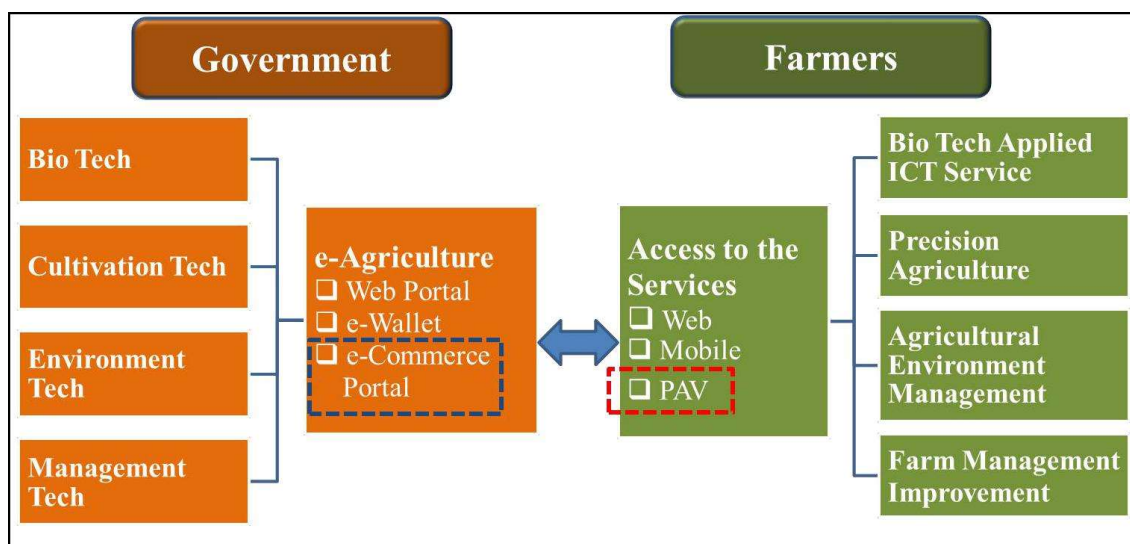 Government
Farmers
Bio Tech
Cultivation Tech
Environment
Tech
Management
Tech
e-Agriculture
❑ Web Portal
❑ e-Wallet
❑ e-Commerce
Portal
Access to the
Services
❑ Web
❑ Mobile
❑ PAV
Bio Tech Applied
ICT Service
Precision
Agriculture
Agricultural
Environment
Management
Farm Management
Improvement